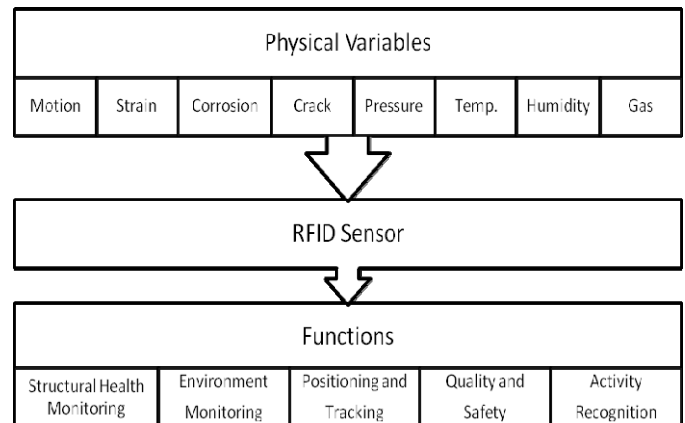 Physical Variables
Motion Strain Corrosion Crack Pressure Temp. Humidity Gas
RFID Sensor
Functions
Structural Health Environment Positioning and Quality and Activity
Monitoring Monitoring Tracking Safety Recognition